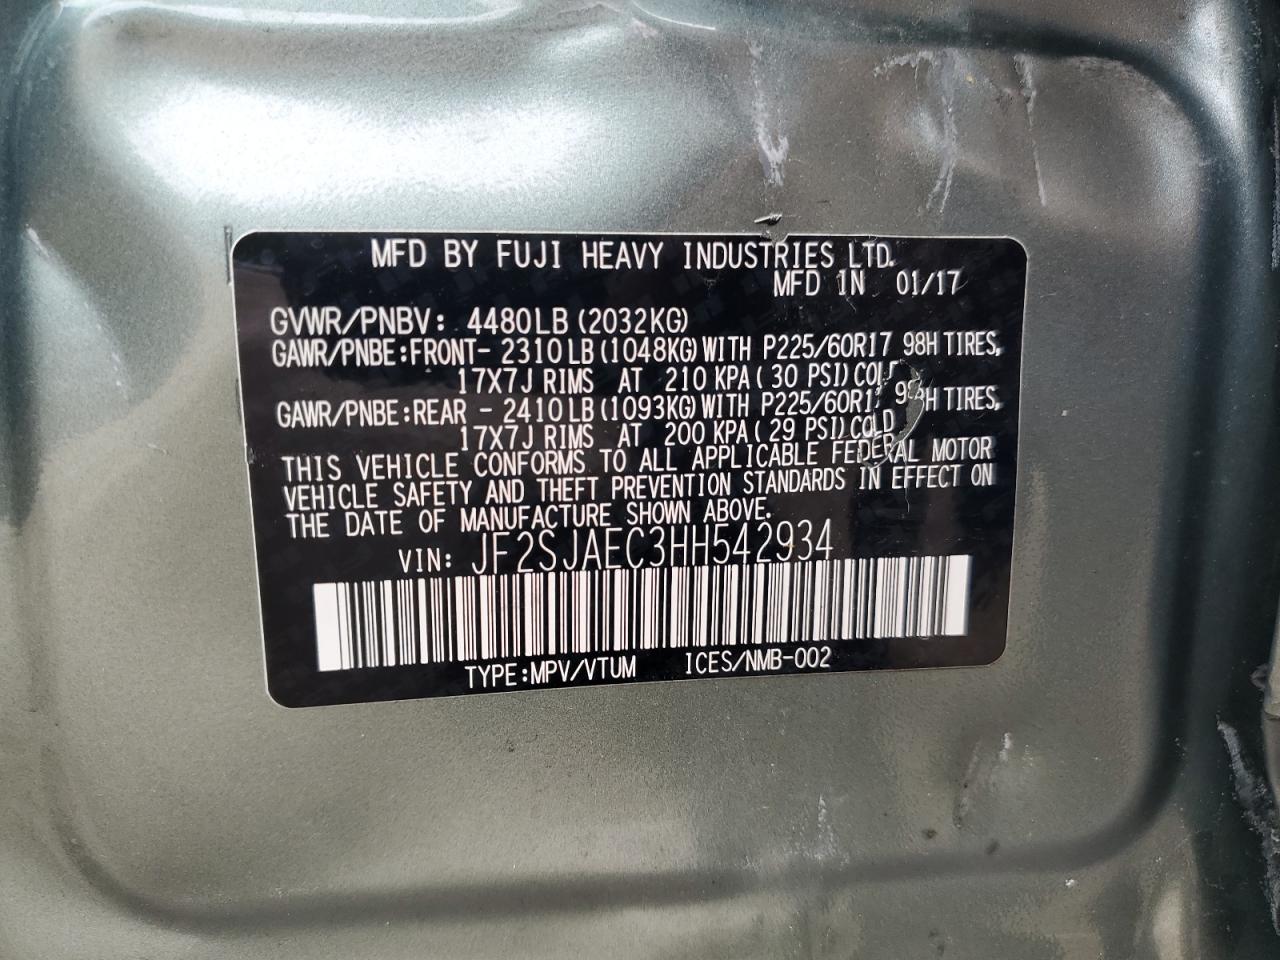 MFD BY FUJI HEAVY INDUSTRIES LTD.
MFD IN 01/17
GVWR/PNBV: 4480LB (2032KG)
GAWR/PNBE:FRONT- 2310LB (1048KG) WITH P225/60R17 98H TIRES,
17X7J RIMS AT 210 KPA ( 30 PSI) COLD
GAWR/PNBE:REAR - 2410LB (1093KG) WITH P225/60R17 98H TIRES,
17X7J RIMS AT 200 KPA ( 29 PSI) COLD
THIS VEHICLE CONFORMS TO ALL APPLICABLE FEDERAL MOTOR
VEHICLE SAFETY AND THEFT PREVENTION STANDARDS IN EFFECT ON
THE DATE OF MANUFACTURE SHOWN ABOVE.
VIN: JF2SJAEC3HH542934
TYPE:MPV/VTUM ICES/NMB-002